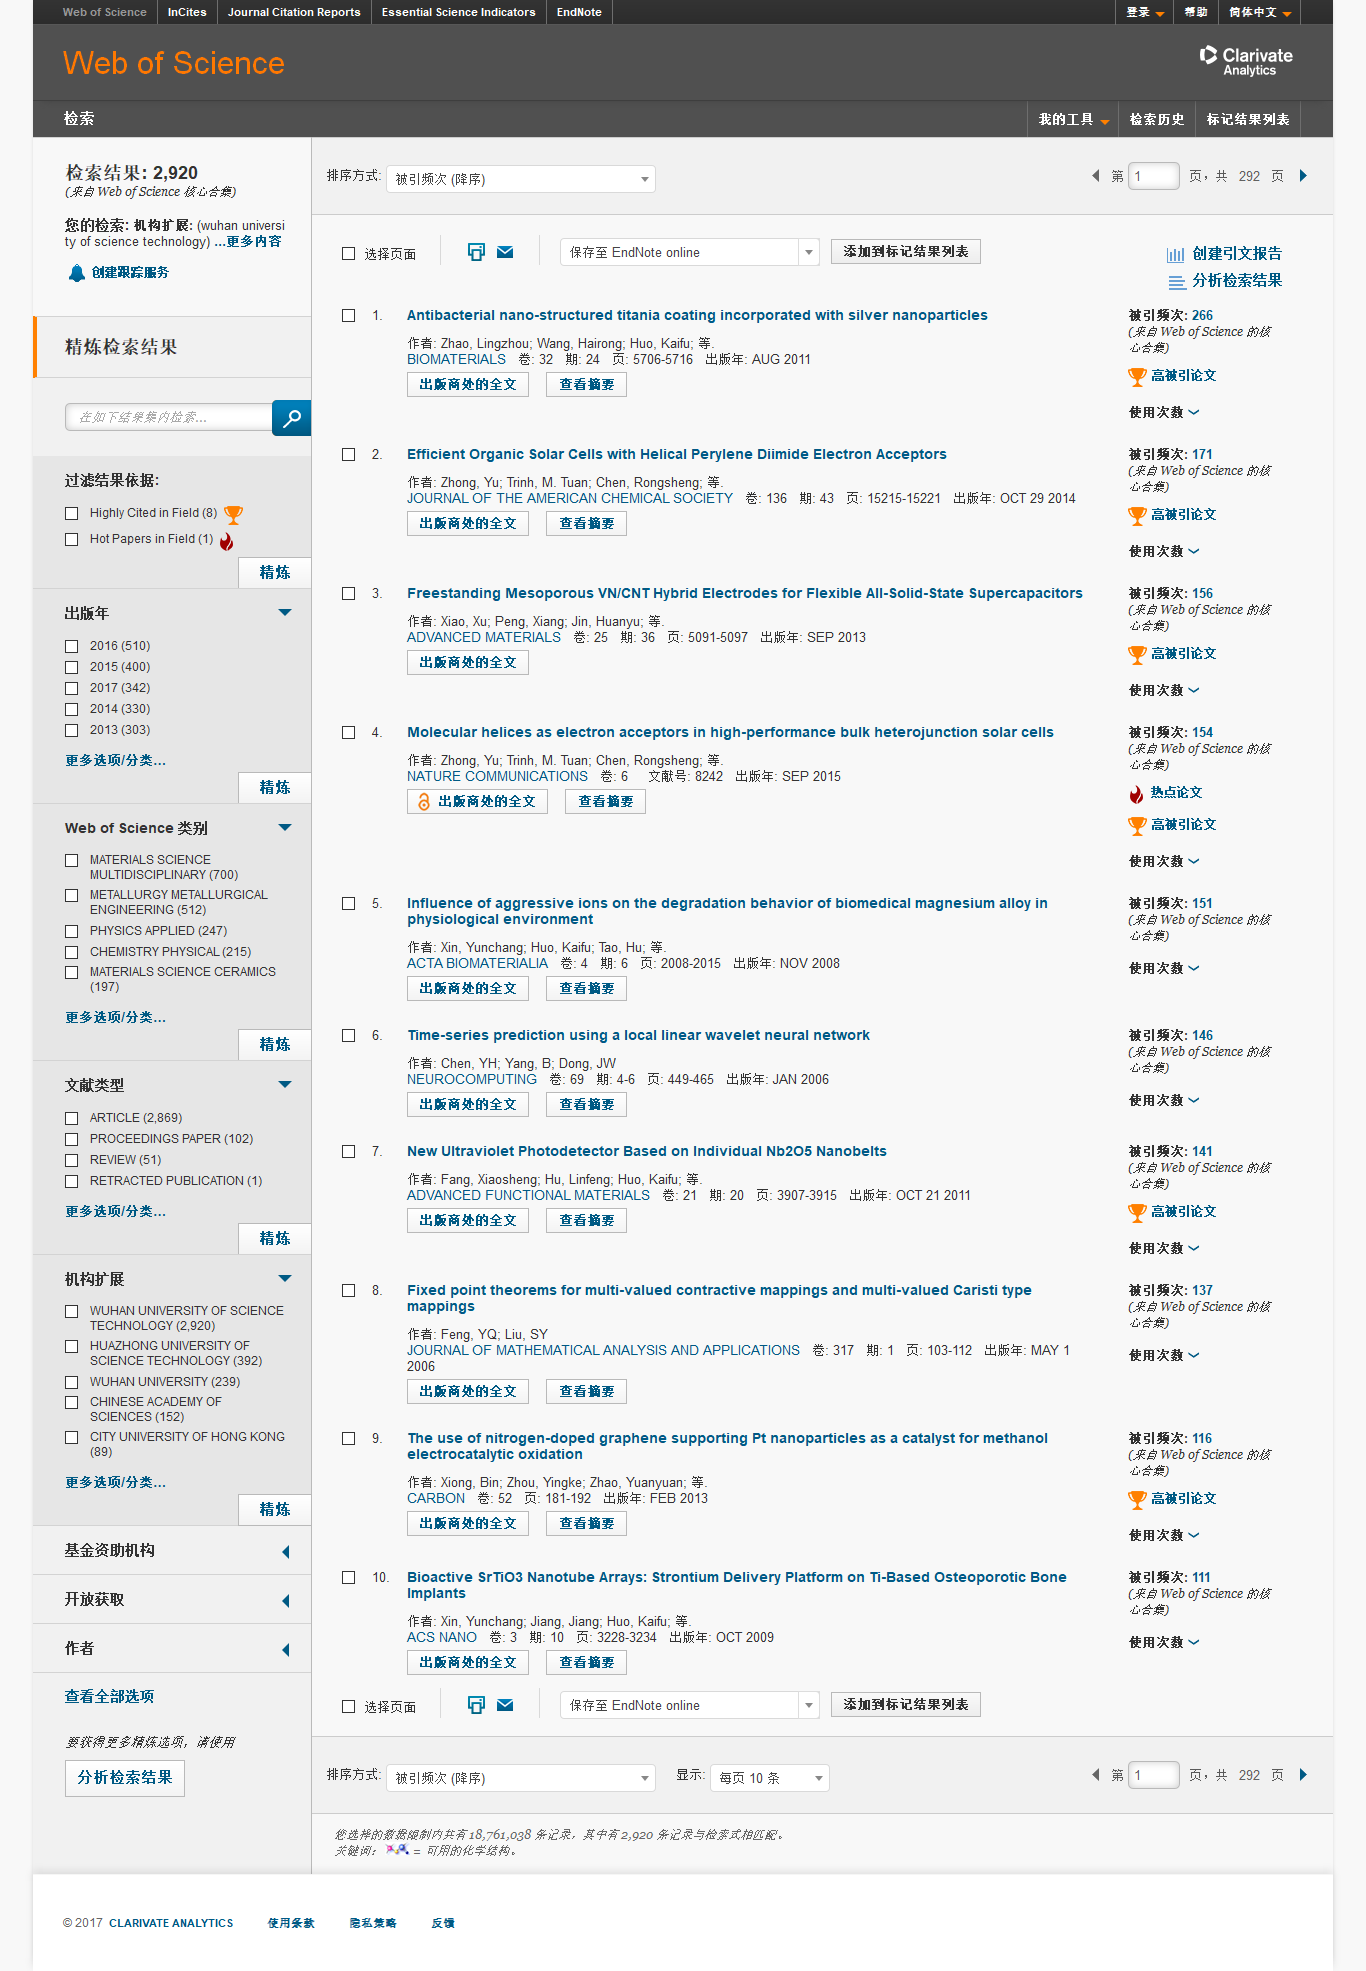 Web of Science InCites Journal Citation Reports Essential Science Indicators EndNote 登录 帮助 简体中文
Web of Science
Clarivate
Analytics
检索 我的工具 检索历史 标记结果列表
检索结果: 2,920
(来自 Web of Science 核心合集)
您的检索: 机构扩展: (wuhan universi
ty of science technology) ...更多内容
创建跟踪服务
精炼检索结果
在如下结果集内检索...
过滤结果依据:
Highly Cited in Field (8)
Hot Papers in Field (1)
精炼
出版年
2016 (510)
2015 (400)
2017 (342)
2014 (330)
2013 (303)
更多选项/分类...
精炼
Web of Science 类别
MATERIALS SCIENCE
MULTIDISCIPLINARY (700)
METALLURGY METALLURGICAL
ENGINEERING (512)
PHYSICS APPLIED (247)
CHEMISTRY PHYSICAL (215)
MATERIALS SCIENCE CERAMICS
(197)
更多选项/分类...
精炼
文献类型
ARTICLE (2,869)
PROCEEDINGS PAPER (102)
REVIEW (51)
RETRACTED PUBLICATION (1)
更多选项/分类...
精炼
机构扩展
WUHAN UNIVERSITY OF SCIENCE
TECHNOLOGY (2,920)
HUAZHONG UNIVERSITY OF
SCIENCE TECHNOLOGY (392)
WUHAN UNIVERSITY (239)
CHINESE ACADEMY OF
SCIENCES (152)
CITY UNIVERSITY OF HONG KONG
(89)
更多选项/分类...
精炼
基金资助机构
开放获取
作者
查看全部选项
要获得更多精炼选项，请使用
分析检索结果
排序方式: 被引频次 (降序) 第 1 页，共 292 页
选择页面 保存至 EndNote online 添加到标记结果列表
创建引文报告
分析检索结果
1. Antibacterial nano-structured titania coating incorporated with silver nanoparticles
作者: Zhao, Lingzhou; Wang, Hairong; Huo, Kaifu; 等.
BIOMATERIALS 卷: 32 期: 24 页: 5706-5716 出版年: AUG 2011
出版商处的全文 查看摘要
被引频次: 266
(来自 Web of Science 的核
心合集)
高被引论文
使用次数
2. Efficient Organic Solar Cells with Helical Perylene Diimide Electron Acceptors
作者: Zhong, Yu; Trinh, M. Tuan; Chen, Rongsheng; 等.
JOURNAL OF THE AMERICAN CHEMICAL SOCIETY 卷: 136 期: 43 页: 15215-15221 出版年: OCT 29 2014
出版商处的全文 查看摘要
被引频次: 171
(来自 Web of Science 的核
心合集)
高被引论文
使用次数
3. Freestanding Mesoporous VN/CNT Hybrid Electrodes for Flexible All-Solid-State Supercapacitors
作者: Xiao, Xu; Peng, Xiang; Jin, Huanyu; 等.
ADVANCED MATERIALS 卷: 25 期: 36 页: 5091-5097 出版年: SEP 2013
出版商处的全文
被引频次: 156
(来自 Web of Science 的核
心合集)
高被引论文
使用次数
4. Molecular helices as electron acceptors in high-performance bulk heterojunction solar cells
作者: Zhong, Yu; Trinh, M. Tuan; Chen, Rongsheng; 等.
NATURE COMMUNICATIONS 卷: 6 文献号: 8242 出版年: SEP 2015
出版商处的全文 查看摘要
被引频次: 154
(来自 Web of Science 的核
心合集)
热点论文
高被引论文
使用次数
5. Influence of aggressive ions on the degradation behavior of biomedical magnesium alloy in
physiological environment
作者: Xin, Yunchang; Huo, Kaifu; Tao, Hu; 等.
ACTA BIOMATERIALIA 卷: 4 期: 6 页: 2008-2015 出版年: NOV 2008
出版商处的全文 查看摘要
被引频次: 151
(来自 Web of Science 的核
心合集)
使用次数
6. Time-series prediction using a local linear wavelet neural network
作者: Chen, YH; Yang, B; Dong, JW
NEUROCOMPUTING 卷: 69 期: 4-6 页: 449-465 出版年: JAN 2006
出版商处的全文 查看摘要
被引频次: 146
(来自 Web of Science 的核
心合集)
使用次数
7. New Ultraviolet Photodetector Based on Individual Nb2O5 Nanobelts
作者: Fang, Xiaosheng; Hu, Linfeng; Huo, Kaifu; 等.
ADVANCED FUNCTIONAL MATERIALS 卷: 21 期: 20 页: 3907-3915 出版年: OCT 21 2011
出版商处的全文 查看摘要
被引频次: 141
(来自 Web of Science 的核
心合集)
高被引论文
使用次数
8. Fixed point theorems for multi-valued contractive mappings and multi-valued Caristi type
mappings
作者: Feng, YQ; Liu, SY
JOURNAL OF MATHEMATICAL ANALYSIS AND APPLICATIONS 卷: 317 期: 1 页: 103-112 出版年: MAY 1
2006
出版商处的全文 查看摘要
被引频次: 137
(来自 Web of Science 的核
心合集)
使用次数
9. The use of nitrogen-doped graphene supporting Pt nanoparticles as a catalyst for methanol
electrocatalytic oxidation
作者: Xiong, Bin; Zhou, Yingke; Zhao, Yuanyuan; 等.
CARBON 卷: 52 页: 181-192 出版年: FEB 2013
出版商处的全文 查看摘要
被引频次: 116
(来自 Web of Science 的核
心合集)
高被引论文
使用次数
10. Bioactive SrTiO3 Nanotube Arrays: Strontium Delivery Platform on Ti-Based Osteoporotic Bone
Implants
作者: Xin, Yunchang; Jiang, Jiang; Huo, Kaifu; 等.
ACS NANO 卷: 3 期: 10 页: 3228-3234 出版年: OCT 2009
出版商处的全文 查看摘要
被引频次: 111
(来自 Web of Science 的核
心合集)
使用次数
选择页面 保存至 EndNote online 添加到标记结果列表
排序方式: 被引频次 (降序) 显示: 每页 10 条 第 1 页，共 292 页
您选择的数据限制内共有 18,761,038 条记录，其中有 2,920 条记录与检索式相匹配。
关键词: = 可用的化学结构。
© 2017 CLARIVATE ANALYTICS 使用条款 隐私策略 反馈